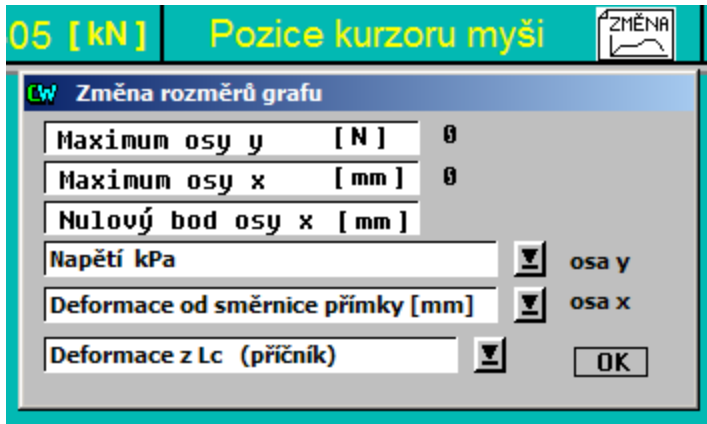 05 [kN] Pozice kurzoru myši ZMĚNA
CW Změna rozměrů grafu
Maximum osy y [N] 0
Maximum osy x [mm] 0
Nulový bod osy x [mm]
Napětí kPa osa y
Deformace od směrnice přímky [mm] osa x
Deformace z Lc (příčník) OK